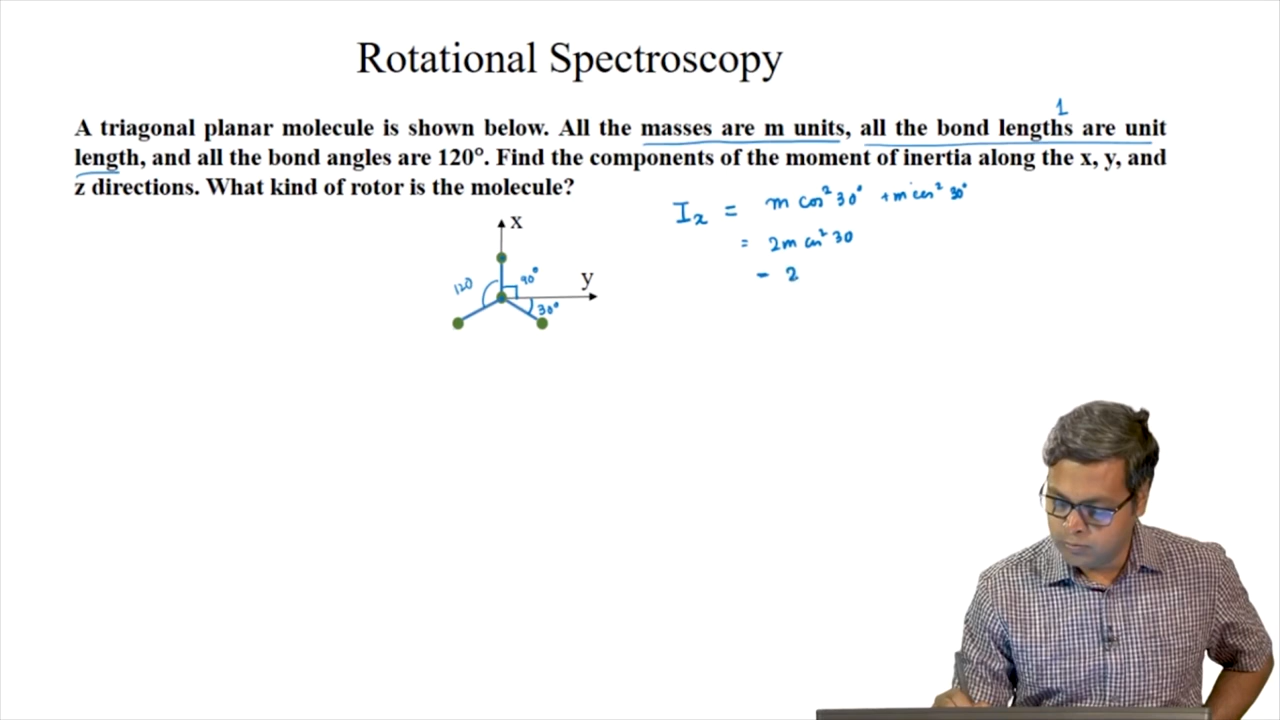 Rotational Spectroscopy
1
A triagonal planar molecule is shown below. All the masses are m units, all the bond lengths are unit
length, and all the bond angles are 120°. Find the components of the moment of inertia along the x, y, and
z directions. What kind of rotor is the molecule?
I_x = m cos² 30° + m cos² 30°
= 2m cos² 30
= 2
x
y
120
90°
30°